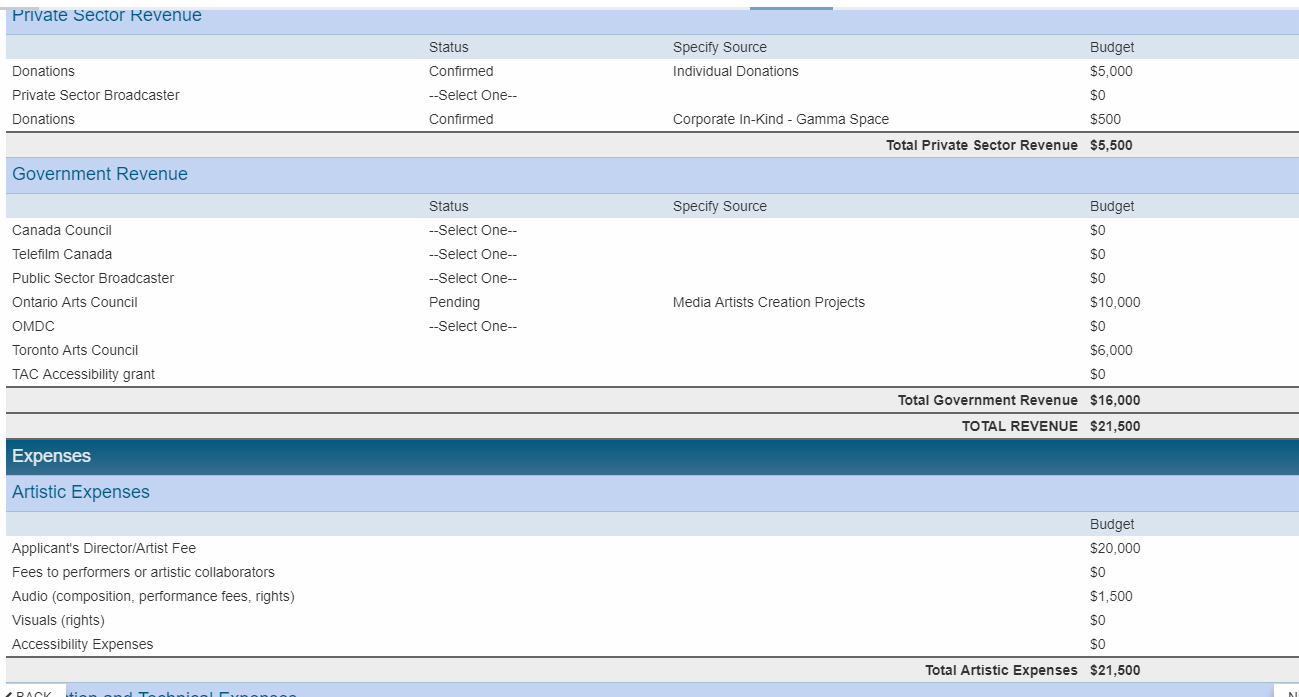 Private Sector Revenue
Status Specify Source Budget
Donations Confirmed Individual Donations $5,000
Private Sector Broadcaster --Select One-- $0
Donations Confirmed Corporate In-Kind - Gamma Space $500
Total Private Sector Revenue $5,500
Government Revenue
Status Specify Source Budget
Canada Council --Select One-- $0
Telefilm Canada --Select One-- $0
Public Sector Broadcaster --Select One-- $0
Ontario Arts Council Pending Media Artists Creation Projects $10,000
OMDC --Select One-- $0
Toronto Arts Council $6,000
TAC Accessibility grant $0
Total Government Revenue $16,000
TOTAL REVENUE $21,500
Expenses
Artistic Expenses
Budget
Applicant's Director/Artist Fee $20,000
Fees to performers or artistic collaborators $0
Audio (composition, performance fees, rights) $1,500
Visuals (rights) $0
Accessibility Expenses $0
Total Artistic Expenses $21,500
BACK tion and Technical Expenses